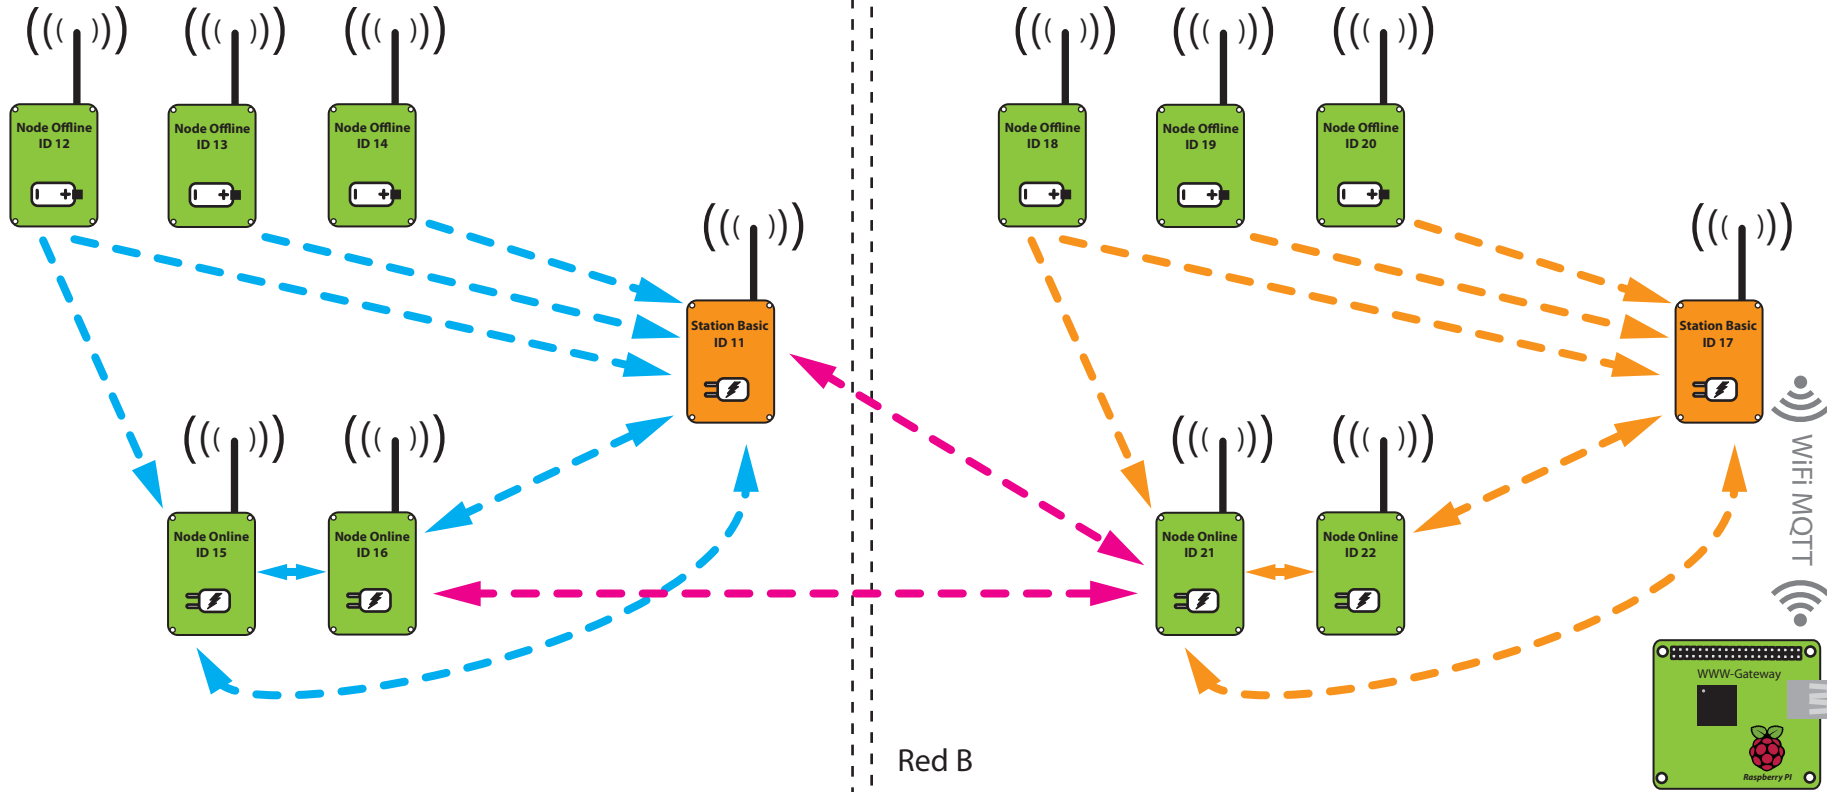 Node Offline
ID 12
Node Offline
ID 13
Node Offline
ID 14
Node Offline
ID 18
Node Offline
ID 19
Node Offline
ID 20
Station Basic
ID 11
Station Basic
ID 17
Node Online
ID 15
Node Online
ID 16
Node Online
ID 21
Node Online
ID 22
WiFi MQTT
WWW-Gateway
Raspberry PI
Red B